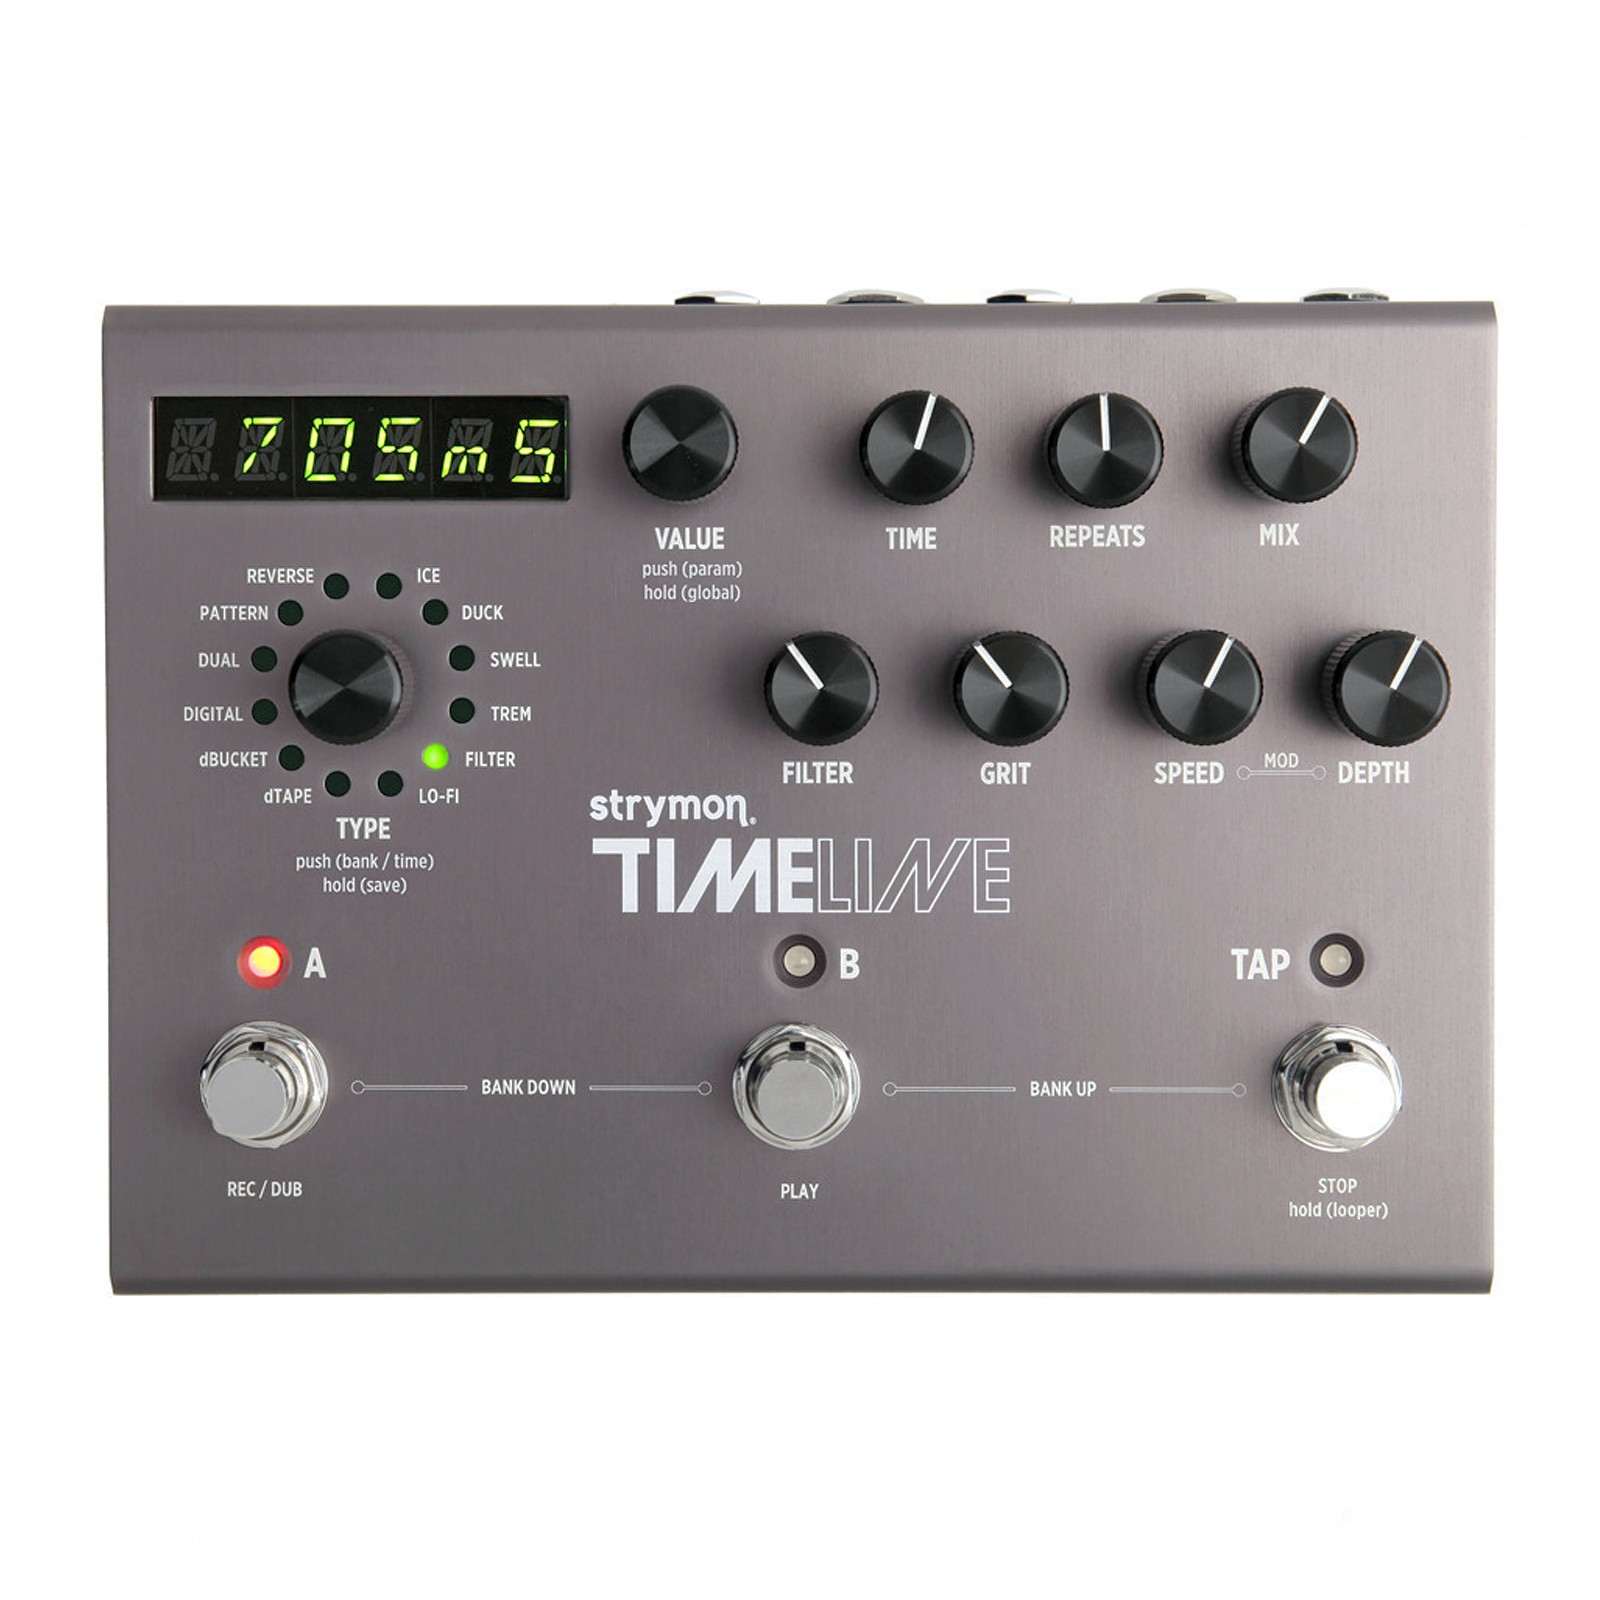 705mS
VALUE
push (param)
hold (global)
TIME
REPEATS
MIX
REVERSE
ICE
PATTERN
DUCK
DUAL
SWELL
DIGITAL
TREM
dBUCKET
FILTER
dTAPE
LO-FI
TYPE
push (bank / time)
hold (save)
FILTER
GRIT
SPEED
MOD
DEPTH
strymon.
TIMELINE
A
B
TAP
BANK DOWN
BANK UP
REC / DUB
PLAY
STOP
hold (looper)